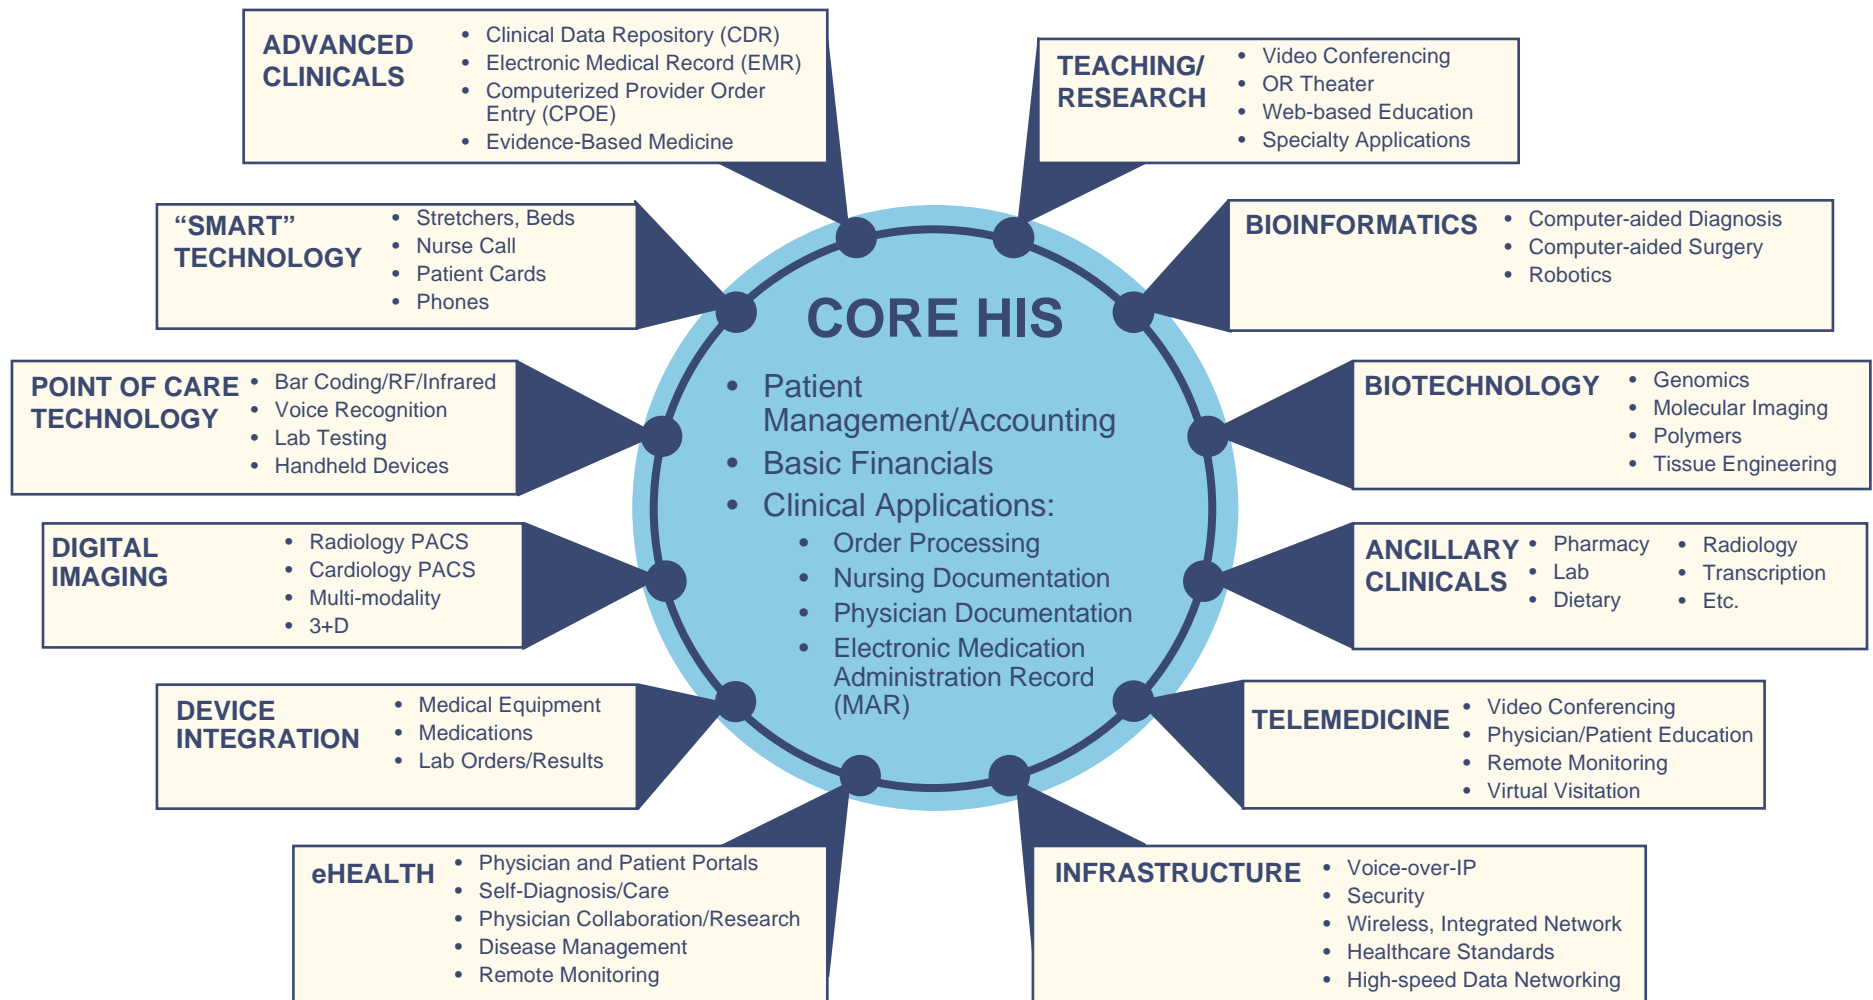 ADVANCED
CLINICALS
• Clinical Data Repository (CDR)
• Electronic Medical Record (EMR)
• Computerized Provider Order
Entry (CPOE)
• Evidence-Based Medicine
TEACHING/
RESEARCH
• Video Conferencing
• OR Theater
• Web-based Education
• Specialty Applications
“SMART”
TECHNOLOGY
• Stretchers, Beds
• Nurse Call
• Patient Cards
• Phones
BIOINFORMATICS
• Computer-aided Diagnosis
• Computer-aided Surgery
• Robotics
CORE HIS
• Patient
Management/Accounting
• Basic Financials
• Clinical Applications:
• Order Processing
• Nursing Documentation
• Physician Documentation
• Electronic Medication
Administration Record
(MAR)
POINT OF CARE
TECHNOLOGY
• Bar Coding/RF/Infrared
• Voice Recognition
• Lab Testing
• Handheld Devices
BIOTECHNOLOGY
• Genomics
• Molecular Imaging
• Polymers
• Tissue Engineering
DIGITAL
IMAGING
• Radiology PACS
• Cardiology PACS
• Multi-modality
• 3+D
ANCILLARY
CLINICALS
• Pharmacy
• Lab
• Dietary
• Radiology
• Transcription
• Etc.
DEVICE
INTEGRATION
• Medical Equipment
• Medications
• Lab Orders/Results
TELEMEDICINE
• Video Conferencing
• Physician/Patient Education
• Remote Monitoring
• Virtual Visitation
eHEALTH
• Physician and Patient Portals
• Self-Diagnosis/Care
• Physician Collaboration/Research
• Disease Management
• Remote Monitoring
INFRASTRUCTURE
• Voice-over-IP
• Security
• Wireless, Integrated Network
• Healthcare Standards
• High-speed Data Networking